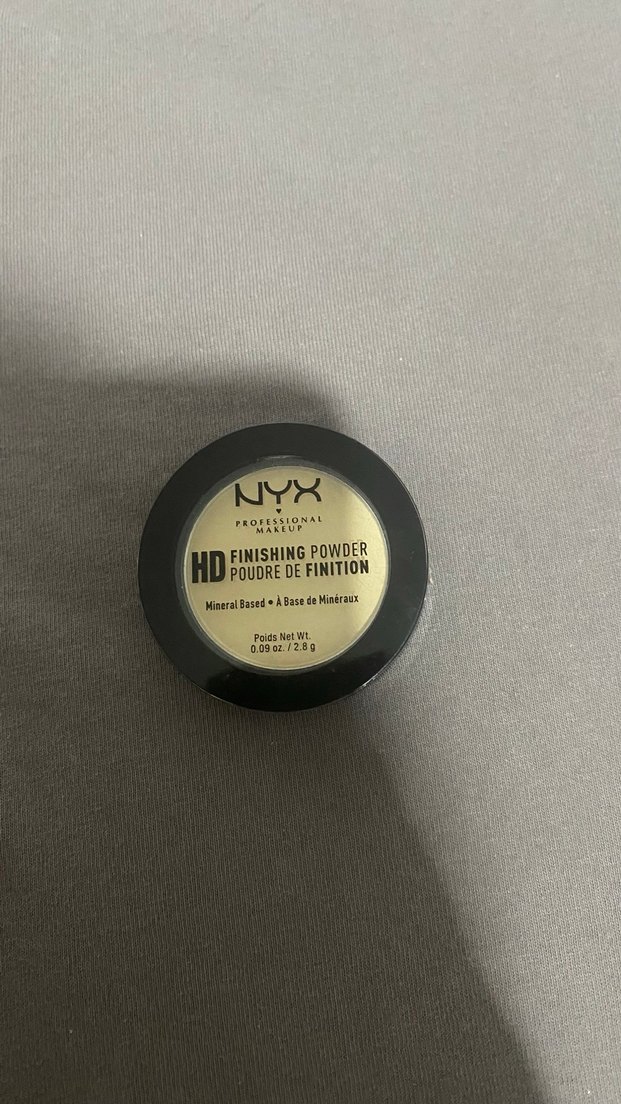 NYX
PROFESSIONAL
MAKEUP
HD FINISHING POWDER
POUDRE DE FINITION
Mineral Based • À Base de Minéraux
Poids Net Wt.
0.09 oz. / 2.8 g